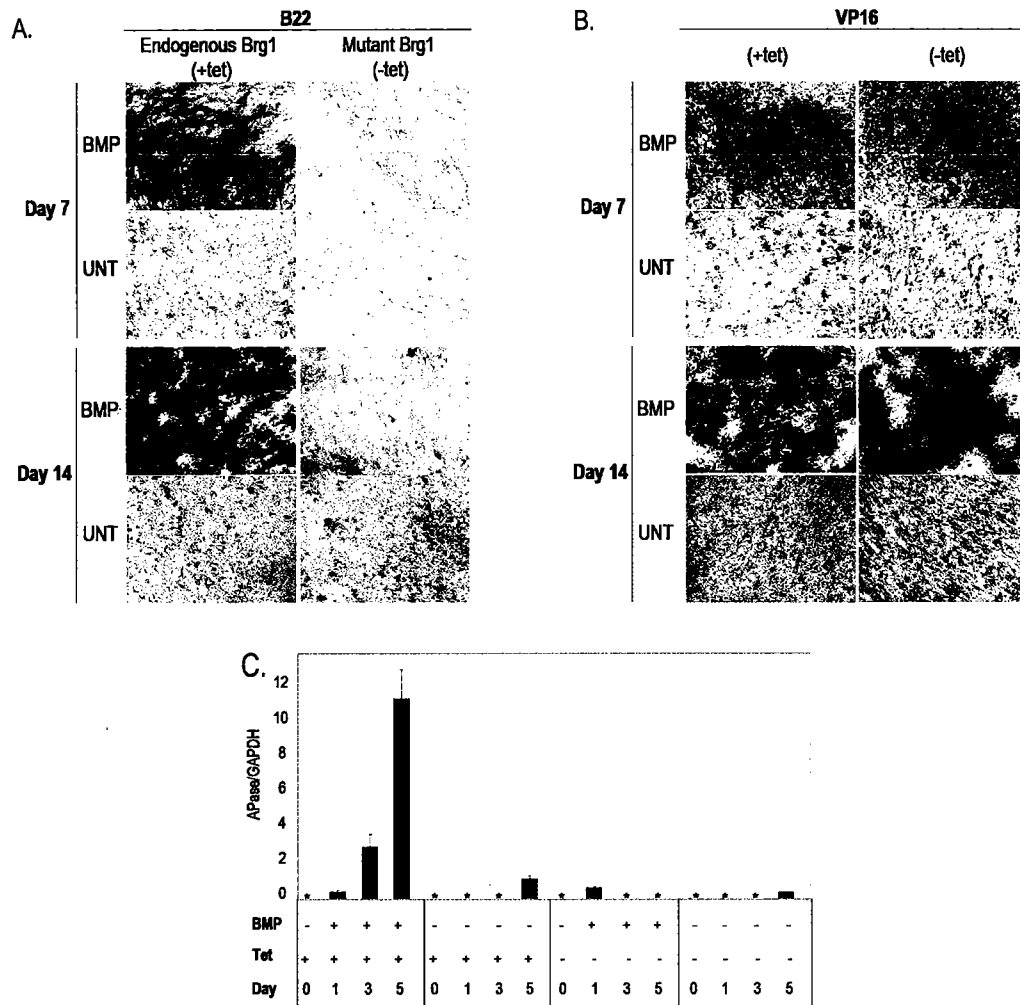 A.
B22
Endogenous Brg1 (+tet)
Mutant Brg1 (-tet)
Day 7
BMP
UNT
Day 14
BMP
UNT
B.
VP16
(+tet)
(-tet)
Day 7
BMP
UNT
Day 14
BMP
UNT
C.
APase/GAPDH
12
10
8
6
4
2
0
* * * * * * * * * * * *
BMP - + + + - - - - - + + + - - - -
Tet + + + + + + + + - - - - - - - -
Day 0 1 3 5 0 1 3 5 0 1 3 5 0 1 3 5